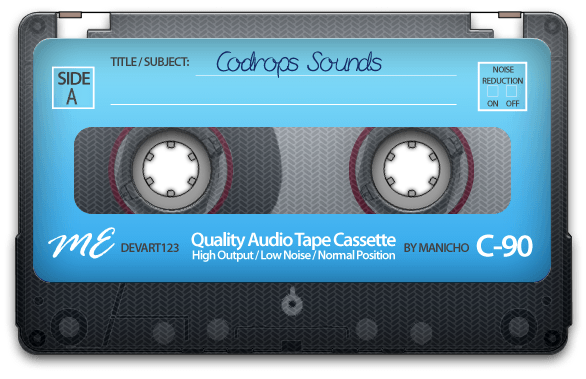 SIDE
A
TITLE / SUBJECT: Codrops Sounds
NOISE
REDUCTION
ON OFF
ME DEVART123 Quality Audio Tape Cassette BY MANICHO C-90
High Output / Low Noise / Normal Position